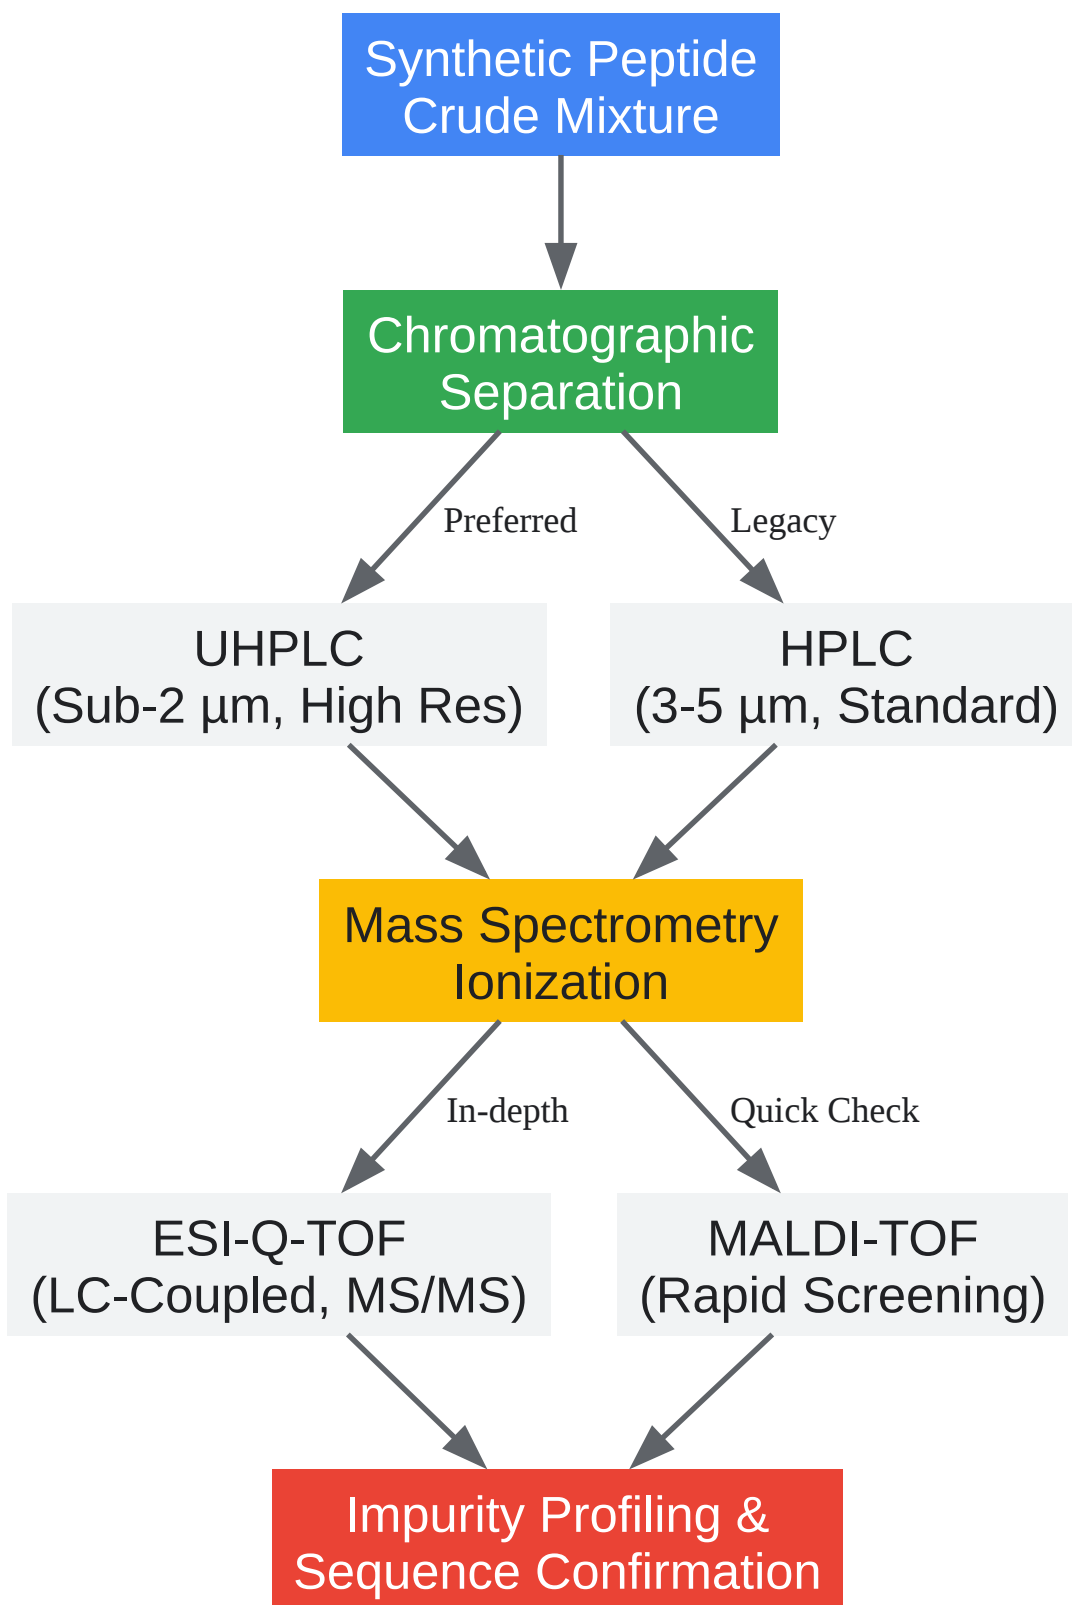 Synthetic Peptide
Crude Mixture
Chromatographic
Separation
Preferred
Legacy
UHPLC
(Sub-2 µm, High Res)
HPLC
(3-5 µm, Standard)
Mass Spectrometry
Ionization
In-depth
Quick Check
ESI-Q-TOF
(LC-Coupled, MS/MS)
MALDI-TOF
(Rapid Screening)
Impurity Profiling &
Sequence Confirmation